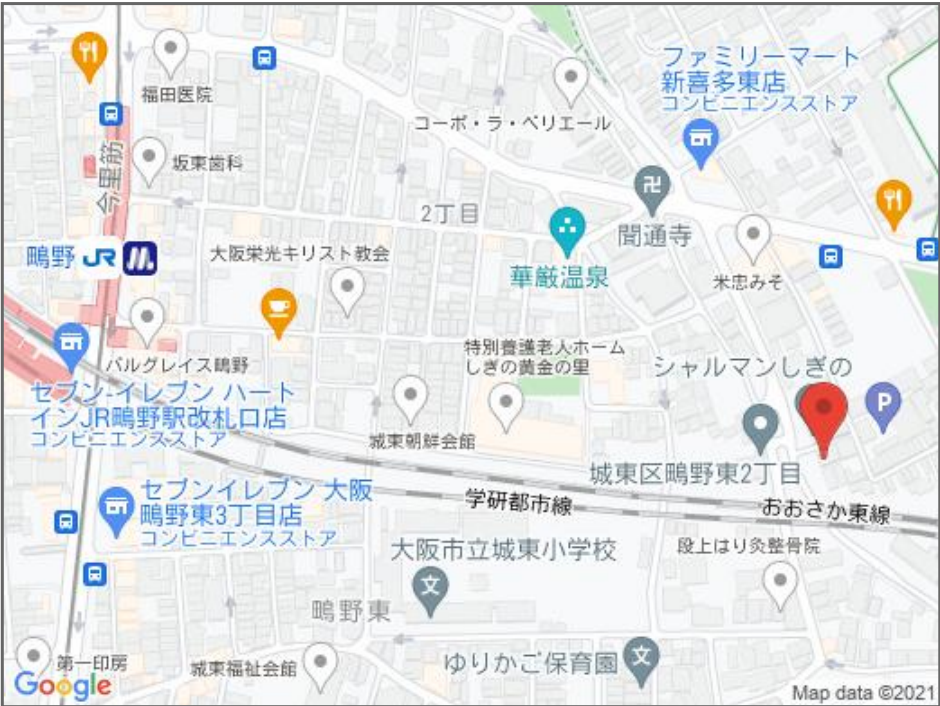 福田医院
ファミリーマート
新喜多東店
コンビニエンスストア
コーポ・ラ・ベリエール
坂東歯科
今里筋
2丁目
聞通寺
鴫野 JR
大阪栄光キリスト教会
華厳温泉
米忠みそ
バルグレイス鴫野
特別養護老人ホーム
しぎの黄金の里
シャルマンしぎの
P
セブン-イレブン ハート
インJR鴫野駅改札口店
コンビニエンスストア
城東朝鮮会館
城東区鴫野東2丁目
セブンイレブン 大阪
鴫野東3丁目店
コンビニエンスストア
学研都市線
おおさか東線
大阪市立城東小学校
段上はり灸整骨院
文
鴫野東
第一印房
城東福祉会館
ゆりかご保育園
文
Google
Map data ©2021